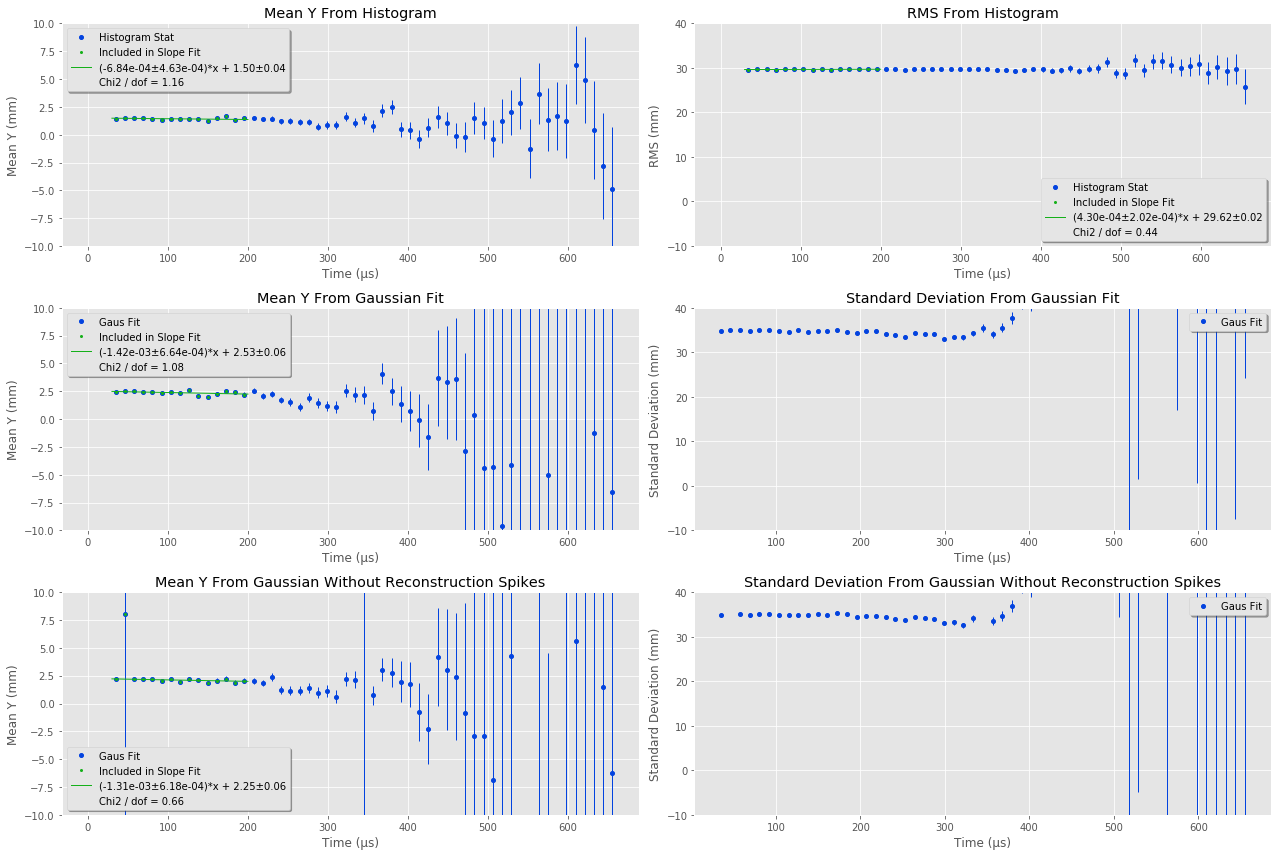 Mean Y From Histogram
10.0
7.5
5.0
2.5
0.0
−2.5
−5.0
−7.5
−10.0
Mean Y (mm)
Histogram Stat
Included in Slope Fit
(-6.84e-04±4.63e-04)*x + 1.50±0.04
Chi2 / dof = 1.16
0 100 200 300 400 500 600
Time (µs)
RMS From Histogram
40
30
20
10
0
−10
RMS (mm)
Histogram Stat
Included in Slope Fit
(4.30e-04±2.02e-04)*x + 29.62±0.02
Chi2 / dof = 0.44
0 100 200 300 400 500 600
Time (µs)
Mean Y From Gaussian Fit
10.0
7.5
5.0
2.5
0.0
−2.5
−5.0
−7.5
−10.0
Mean Y (mm)
Gaus Fit
Included in Slope Fit
(-1.42e-03±6.64e-04)*x + 2.53±0.06
Chi2 / dof = 1.08
0 100 200 300 400 500 600
Time (µs)
Standard Deviation From Gaussian Fit
40
30
20
10
0
−10
Standard Deviation (mm)
Gaus Fit
100 200 300 400 500 600
Time (µs)
Mean Y From Gaussian Without Reconstruction Spikes
10.0
7.5
5.0
2.5
0.0
−2.5
−5.0
−7.5
−10.0
Mean Y (mm)
Gaus Fit
Included in Slope Fit
(-1.31e-03±6.18e-04)*x + 2.25±0.06
Chi2 / dof = 0.66
0 100 200 300 400 500 600
Time (µs)
Standard Deviation From Gaussian Without Reconstruction Spikes
40
30
20
10
0
−10
Standard Deviation (mm)
Gaus Fit
100 200 300 400 500 600
Time (µs)